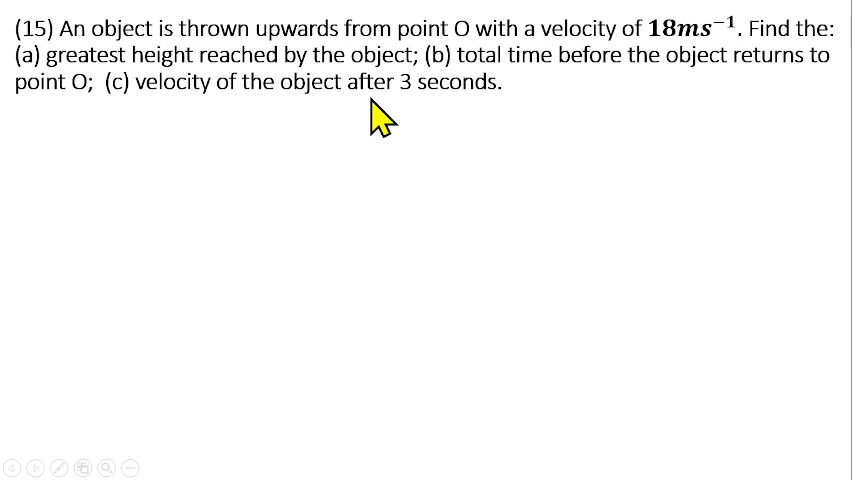 (15) An object is thrown upwards from point O with a velocity of 18ms⁻¹. Find the:
(a) greatest height reached by the object; (b) total time before the object returns to
point O; (c) velocity of the object after 3 seconds.